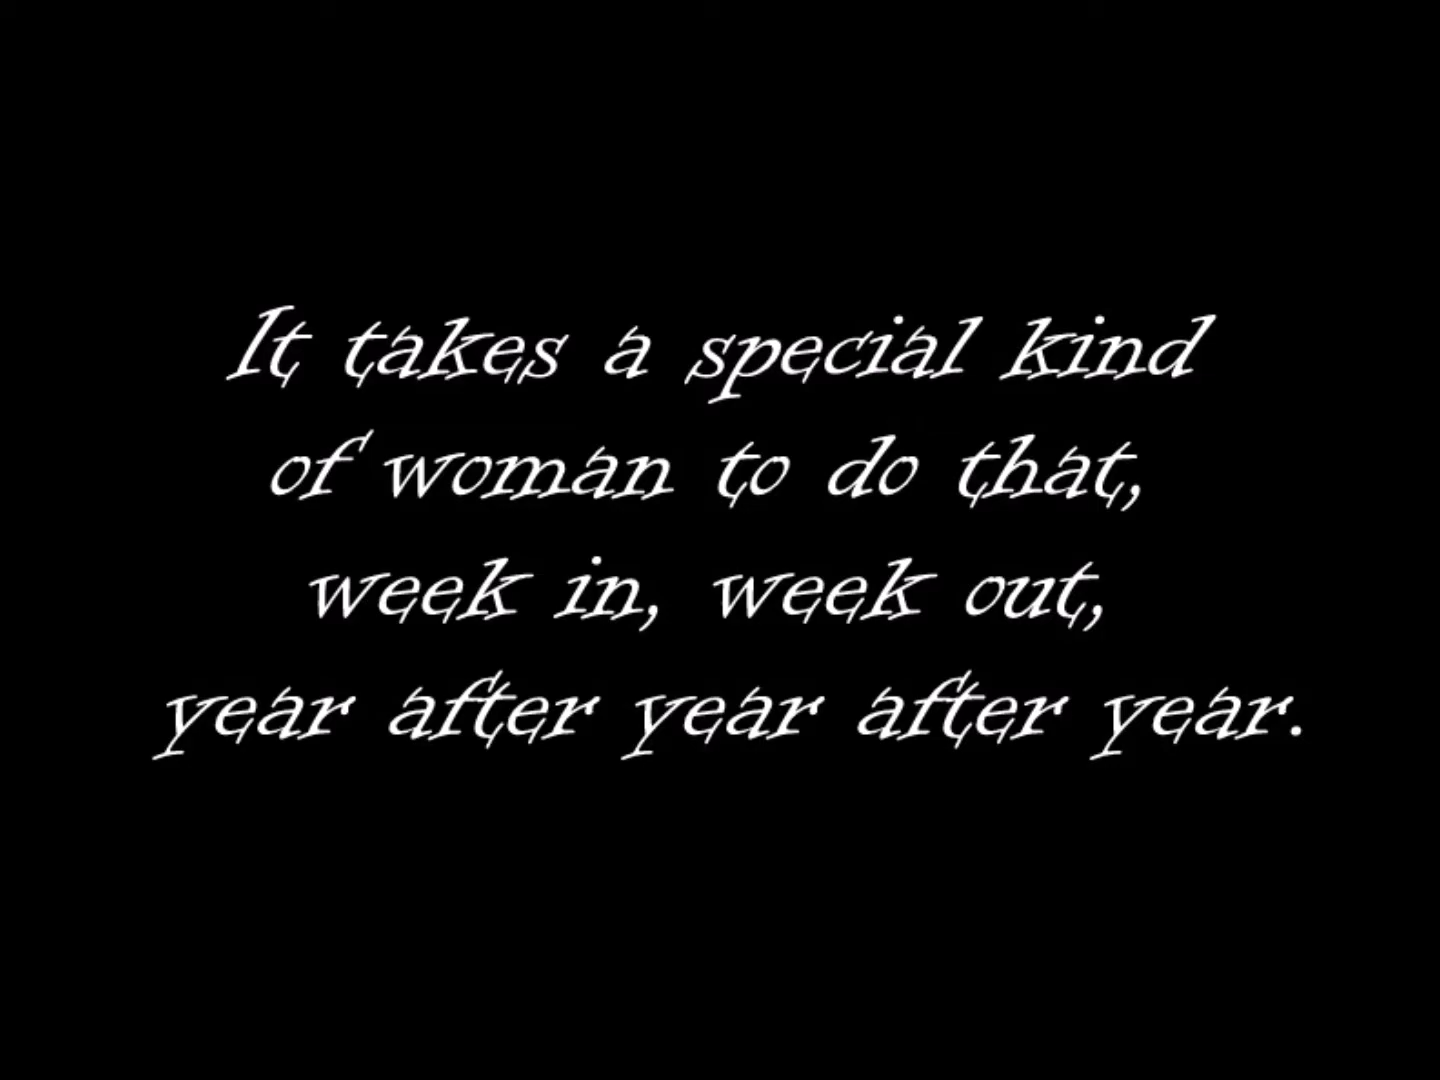 It takes a special kind
of woman to do that,
week in, week out,
year after year after year.